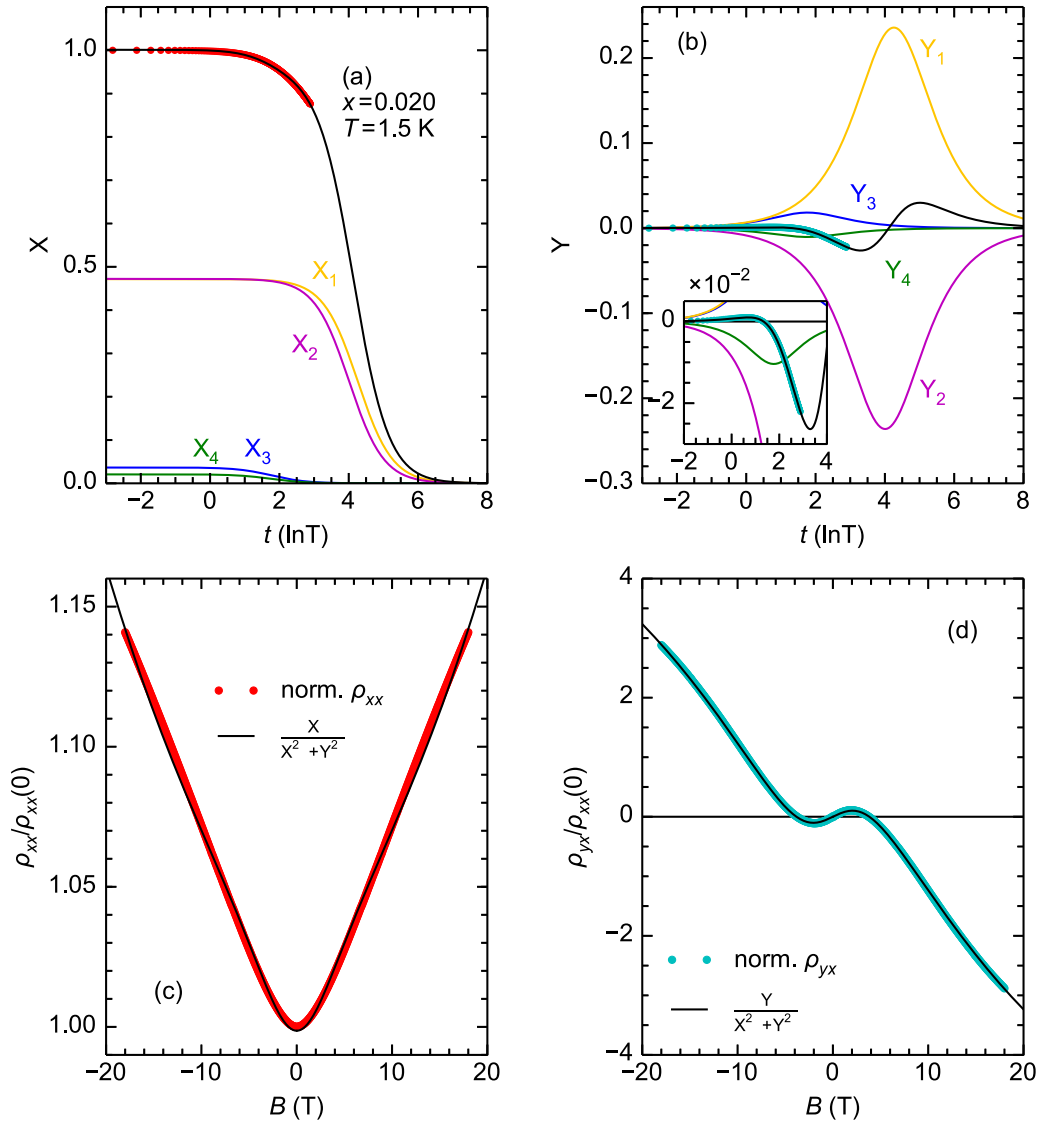 (a)
x=0.020
T=1.5 K
X₁
X₂
X₄ X₃
X
1.0
0.5
0.0
−2 0 2 4 6 8
t (lnT)
(b)
Y₁
Y₃
Y₄
Y₂
Y
0.2
0.1
0.0
−0.1
−0.2
−0.3
×10⁻²
0
−2
−2 0 2 4
−2 0 2 4 6 8
t (lnT)
1.15
1.10
1.05
1.00
ρxx/ρxx(0)
norm. ρxx
X
X² +Y²
(c)
−20 −10 0 10 20
B (T)
4
2
0
−2
−4
ρyx/ρxx(0)
(d)
norm. ρyx
Y
X² +Y²
−20 −10 0 10 20
B (T)